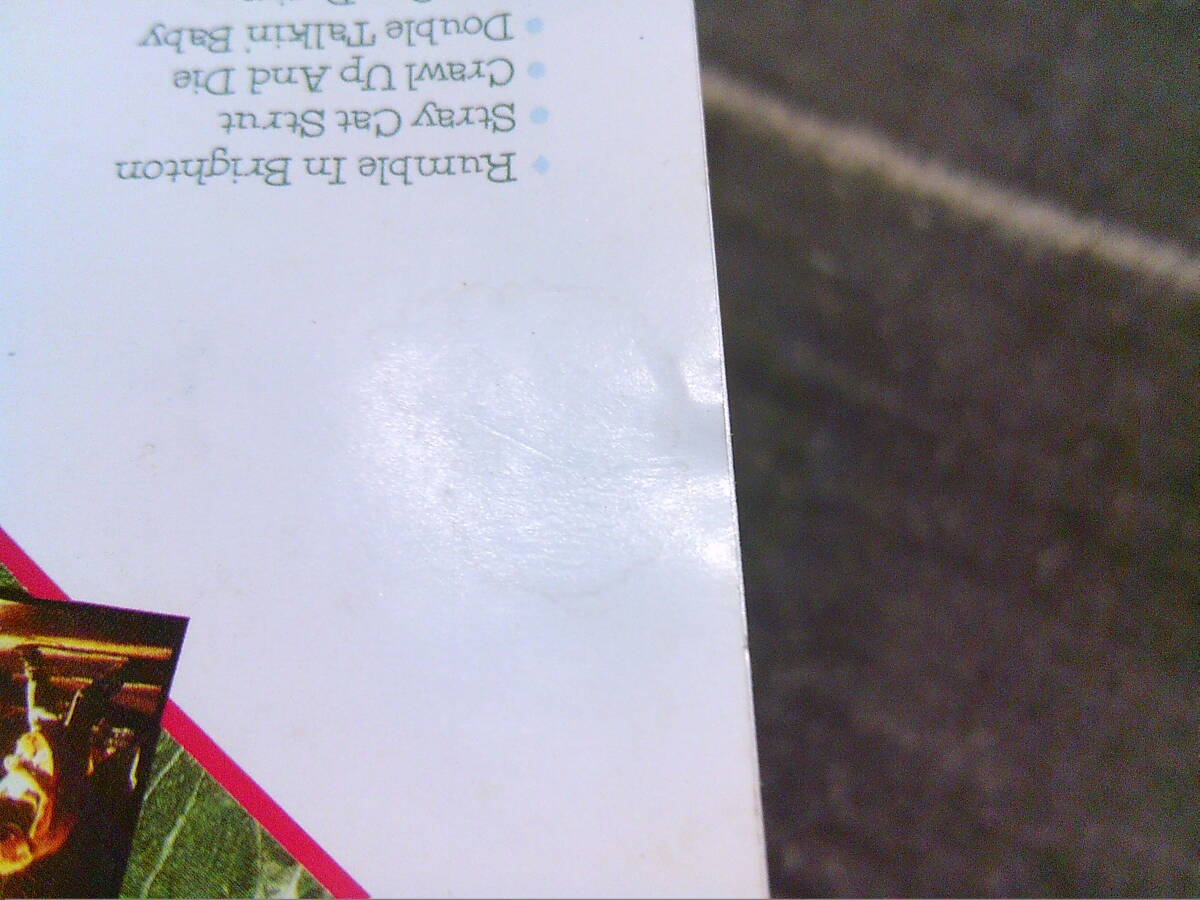 Rumble In Brighton
Stray Cat Strut
Crawl Up And Die
Double Talkin' Baby